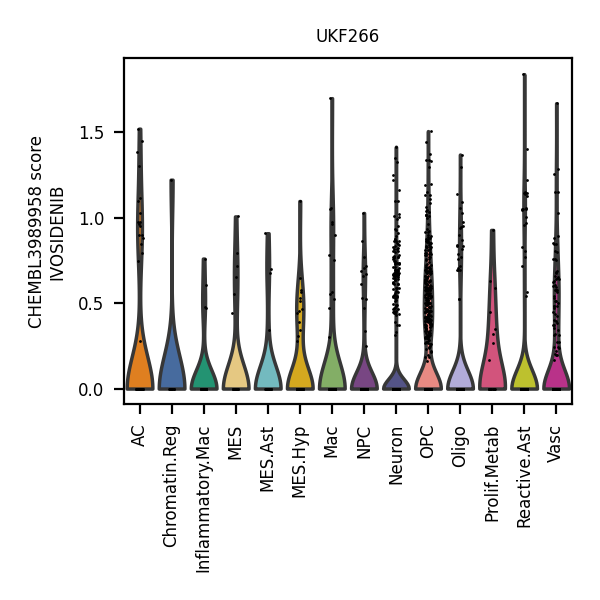 UKF266
CHEMBL3989958 score
IVOSIDENIB
1.5
1.0
0.5
0.0
AC
Chromatin.Reg
Inflammatory.Mac
MES
MES.Ast
MES.Hyp
Mac
NPC
Neuron
OPC
Oligo
Prolif.Metab
Reactive.Ast
Vasc